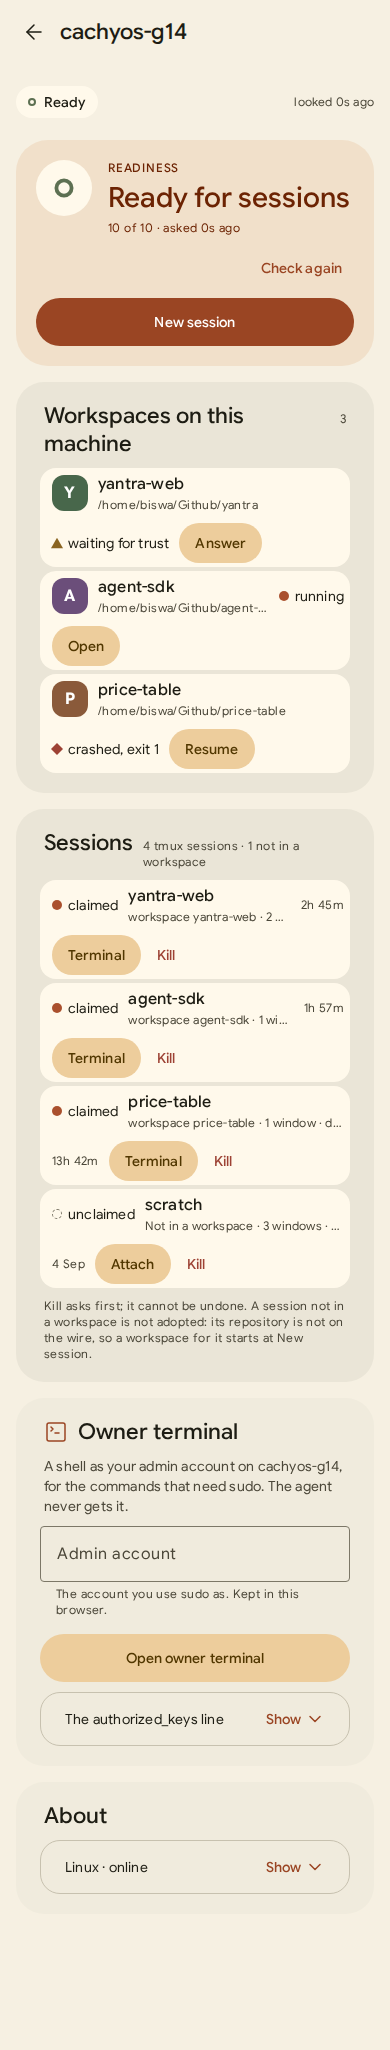 cachyos-g14
Ready
looked 0s ago
READINESS
Ready for sessions
10 of 10 · asked 0s ago
Check again
New session
Workspaces on this
machine
3
Y
yantra-web
/home/biswa/Github/yantra
waiting for trust
Answer
A
agent-sdk
/home/biswa/Github/agent-...
running
Open
P
price-table
/home/biswa/Github/price-table
crashed, exit 1
Resume
Sessions
4 tmux sessions · 1 not in a
workspace
claimed
yantra-web
workspace yantra-web · 2 ...
2h 45m
Terminal
Kill
claimed
agent-sdk
workspace agent-sdk · 1 wi...
1h 57m
Terminal
Kill
claimed
price-table
workspace price-table · 1 window · d...
13h 42m
Terminal
Kill
unclaimed
scratch
Not in a workspace · 3 windows · ...
4 Sep
Attach
Kill
Kill asks first; it cannot be undone. A session not in
a workspace is not adopted: its repository is not on
the wire, so a workspace for it starts at New
session.
Owner terminal
A shell as your admin account on cachyos-g14,
for the commands that need sudo. The agent
never gets it.
Admin account
The account you use sudo as. Kept in this
browser.
Open owner terminal
The authorized_keys line
Show
About
Linux · online
Show